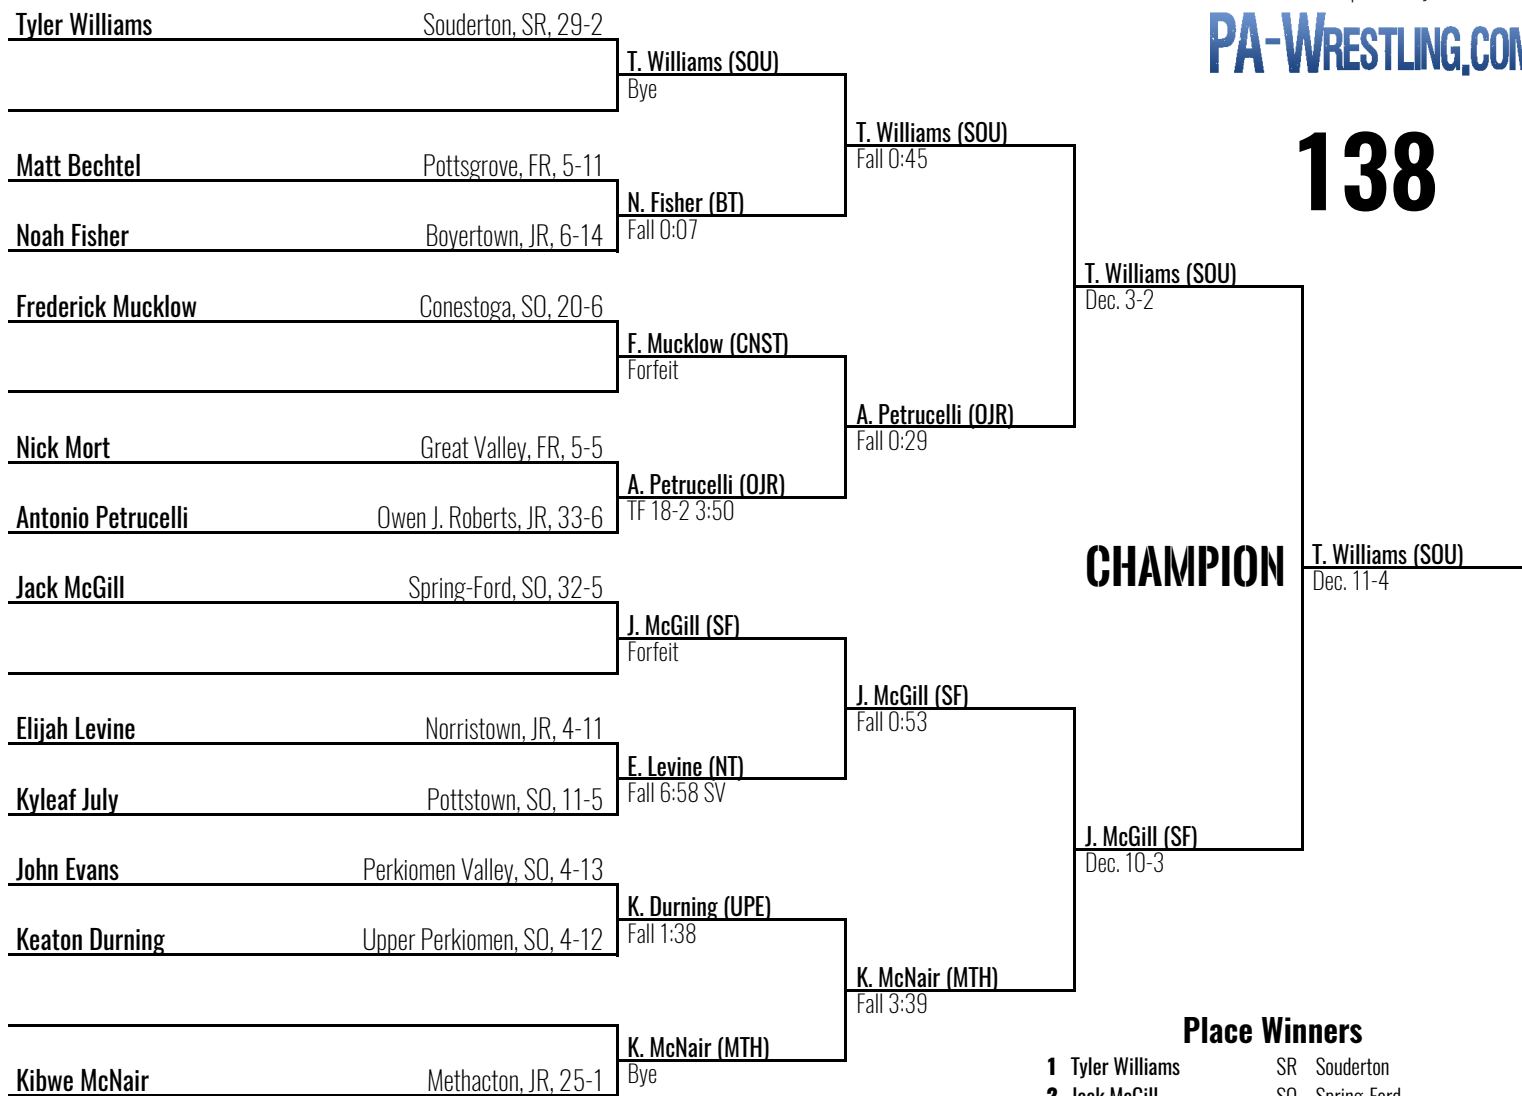 Tyler Williams Souderton, SR, 29-2
T. Williams (SOU)
Bye
Matt Bechtel Pottsgrove, FR, 5-11
N. Fisher (BT)
Fall 0:07
Noah Fisher Boyertown, JR, 6-14
T. Williams (SOU)
Fall 0:45
Frederick Mucklow Conestoga, SO, 20-6
F. Mucklow (CNST)
Forfeit
Nick Mort Great Valley, FR, 5-5
A. Petrucelli (OJR)
TF 18-2 3:50
Antonio Petrucelli Owen J. Roberts, JR, 33-6
A. Petrucelli (OJR)
Fall 0:29
T. Williams (SOU)
Dec. 3-2
Jack McGill Spring-Ford, SO, 32-5
J. McGill (SF)
Forfeit
Elijah Levine Norristown, JR, 4-11
E. Levine (NT)
Fall 6:58 SV
Kyleaf July Pottstown, SO, 11-5
J. McGill (SF)
Fall 0:53
John Evans Perkiomen Valley, SO, 4-13
K. Durning (UPE)
Fall 1:38
Keaton Durning Upper Perkiomen, SO, 4-12
K. McNair (MTH)
Bye
Kibwe McNair Methacton, JR, 25-1
K. McNair (MTH)
Fall 3:39
J. McGill (SF)
Dec. 10-3
PA-WRESTLING.COM
138
CHAMPION
T. Williams (SOU)
Dec. 11-4
Place Winners
1 Tyler Williams SR Souderton
2 Jack McGill SO Spring-Ford